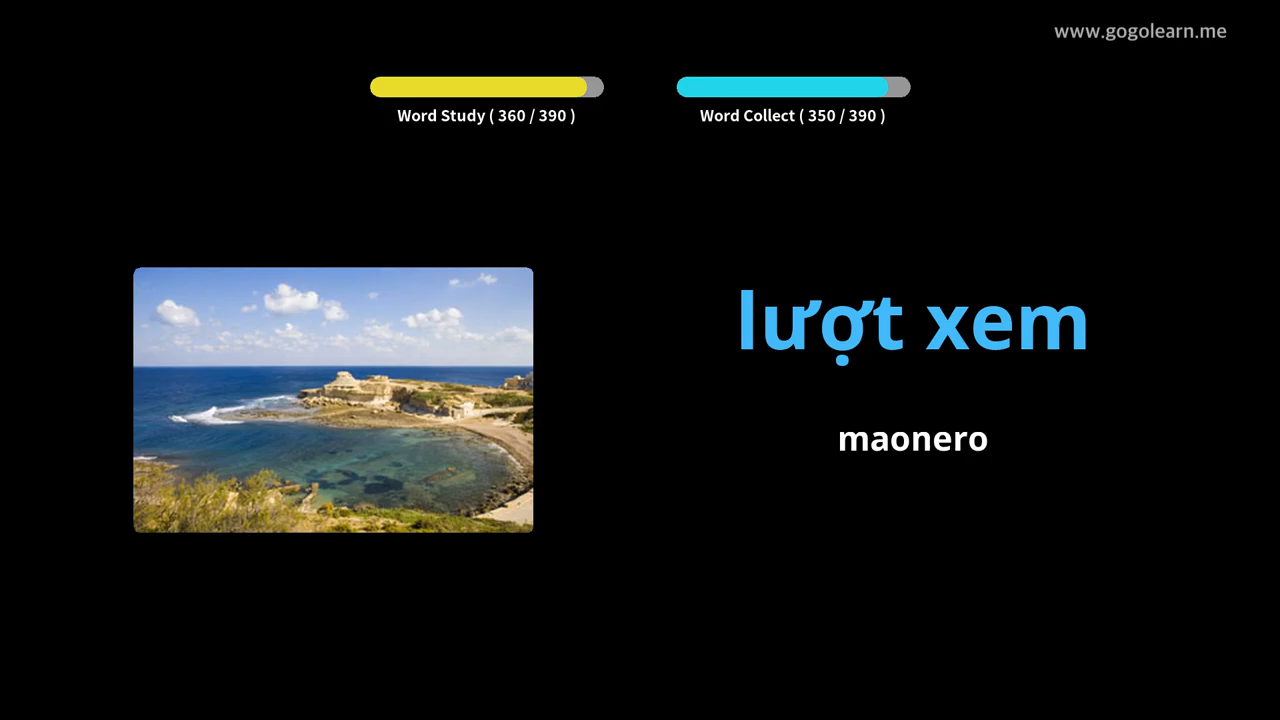 www.gogolearn.me
Word Study ( 360 / 390 )
Word Collect ( 350 / 390 )
lượt xem
maonero